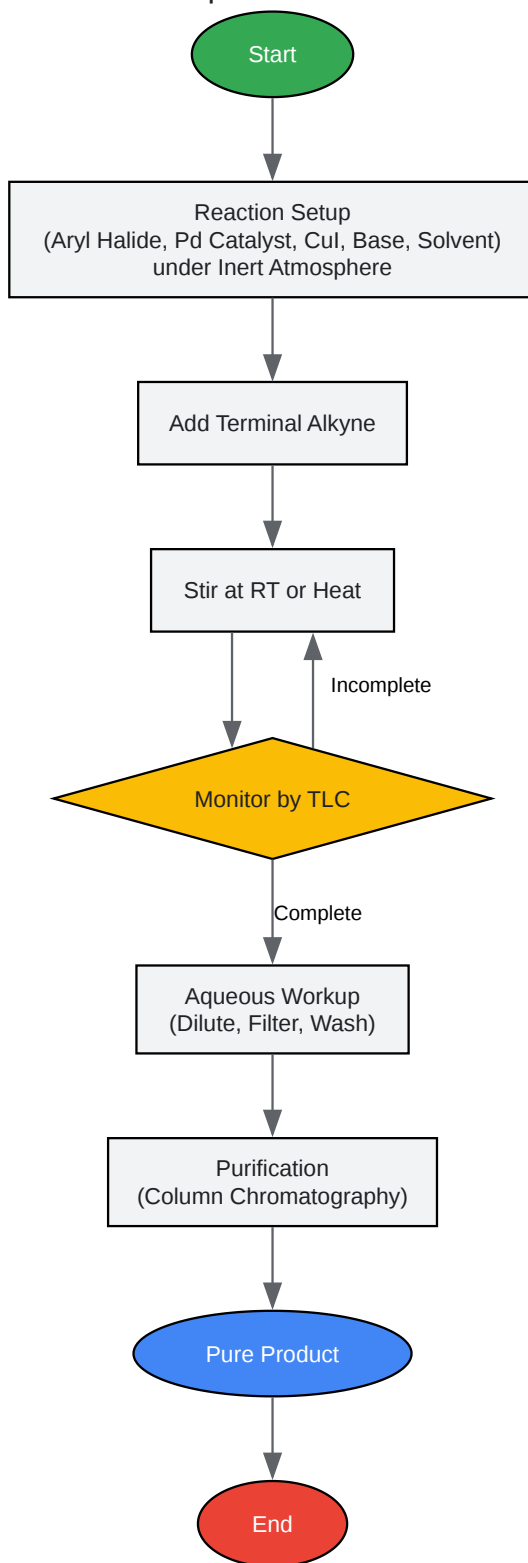 Start
Reaction Setup
(Aryl Halide, Pd Catalyst, CuI, Base, Solvent)
under Inert Atmosphere
Add Terminal Alkyne
Stir at RT or Heat
Incomplete
Monitor by TLC
Complete
Aqueous Workup
(Dilute, Filter, Wash)
Purification
(Column Chromatography)
Pure Product
End